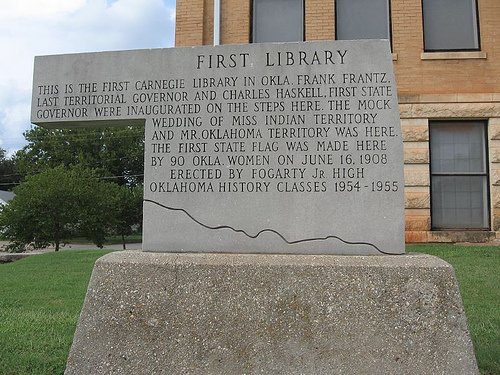 FIRST LIBRARY
THIS IS THE FIRST CARNEGIE LIBRARY IN OKLA. FRANK FRANTZ,
LAST TERRITORIAL GOVERNOR AND CHARLES HASKELL, FIRST STATE
GOVERNOR WERE INAUGURATED ON THE STEPS HERE. THE MOCK
WEDDING OF MISS INDIAN TERRITORY
AND MR. OKLAHOMA TERRITORY WAS HERE.
THE FIRST STATE FLAG WAS MADE HERE
BY 90 OKLA. WOMEN ON JUNE 16, 1908
ERECTED BY FOGARTY JR HIGH
OKLAHOMA HISTORY CLASSES 1954-1955